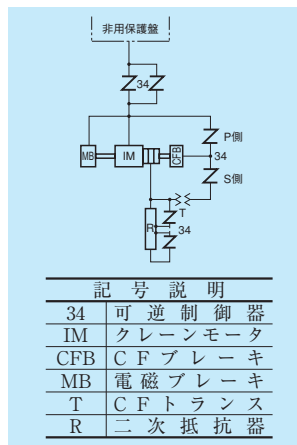 非用保護盤
34
MB
IM
CFB
P側
34
S側
T
R
34
記号説明
34 可逆制御器
IM クレーンモータ
CFB CFブレーキ
MB 電磁ブレーキ
T CFトランス
R 二次抵抗器